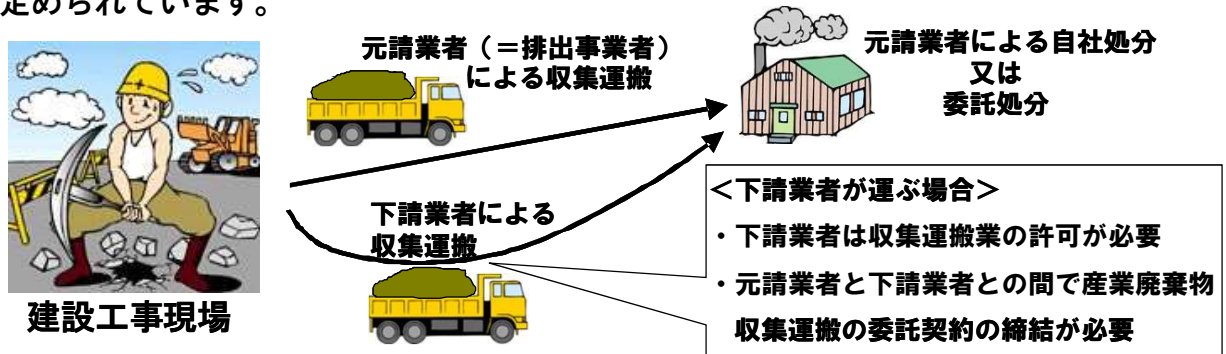 定められています。
元請業者（＝排出事業者）
による収集運搬
元請業者による自社処分
又は
委託処分
下請業者による
収集運搬
建設工事現場
＜下請業者が運ぶ場合＞
・下請業者は収集運搬業の許可が必要
・元請業者と下請業者との間で産業廃棄物
収集運搬の委託契約の締結が必要